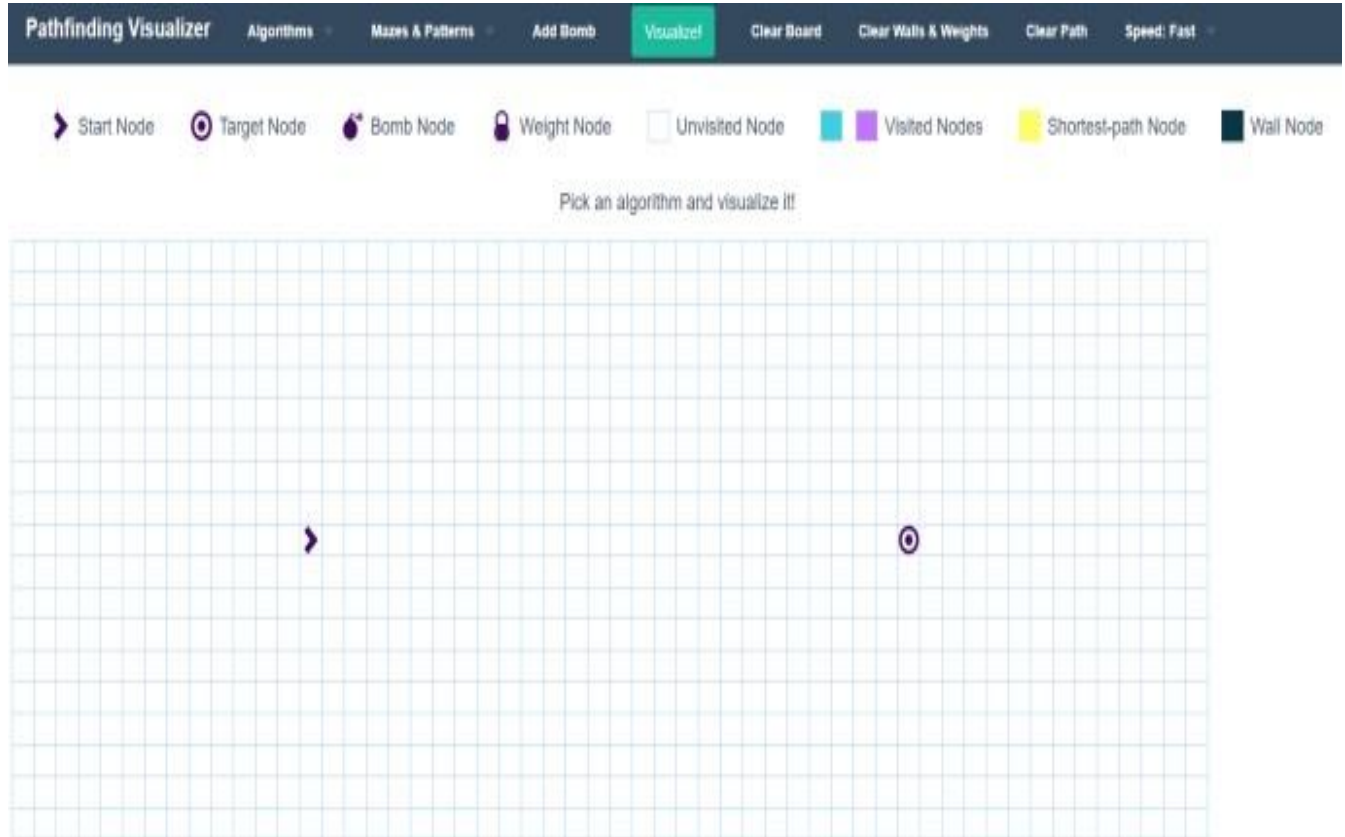 Pathfinding Visualizer Algorithms Mazes & Patterns Add Bomb Visualize! Clear Board Clear Walls & Weights Clear Path Speed: Fast
Start Node Target Node Bomb Node Weight Node Unvisited Node Visited Nodes Shortest-path Node Wall Node
Pick an algorithm and visualize it!